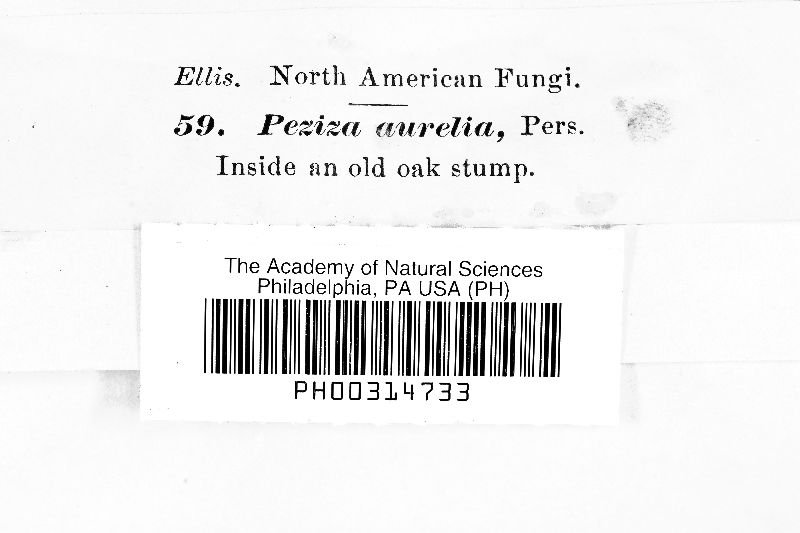 Ellis. North American Fungi.
59. Peziza aurelia, Pers.
Inside an old oak stump.
The Academy of Natural Sciences
Philadelphia, PA USA (PH)
PH00314733